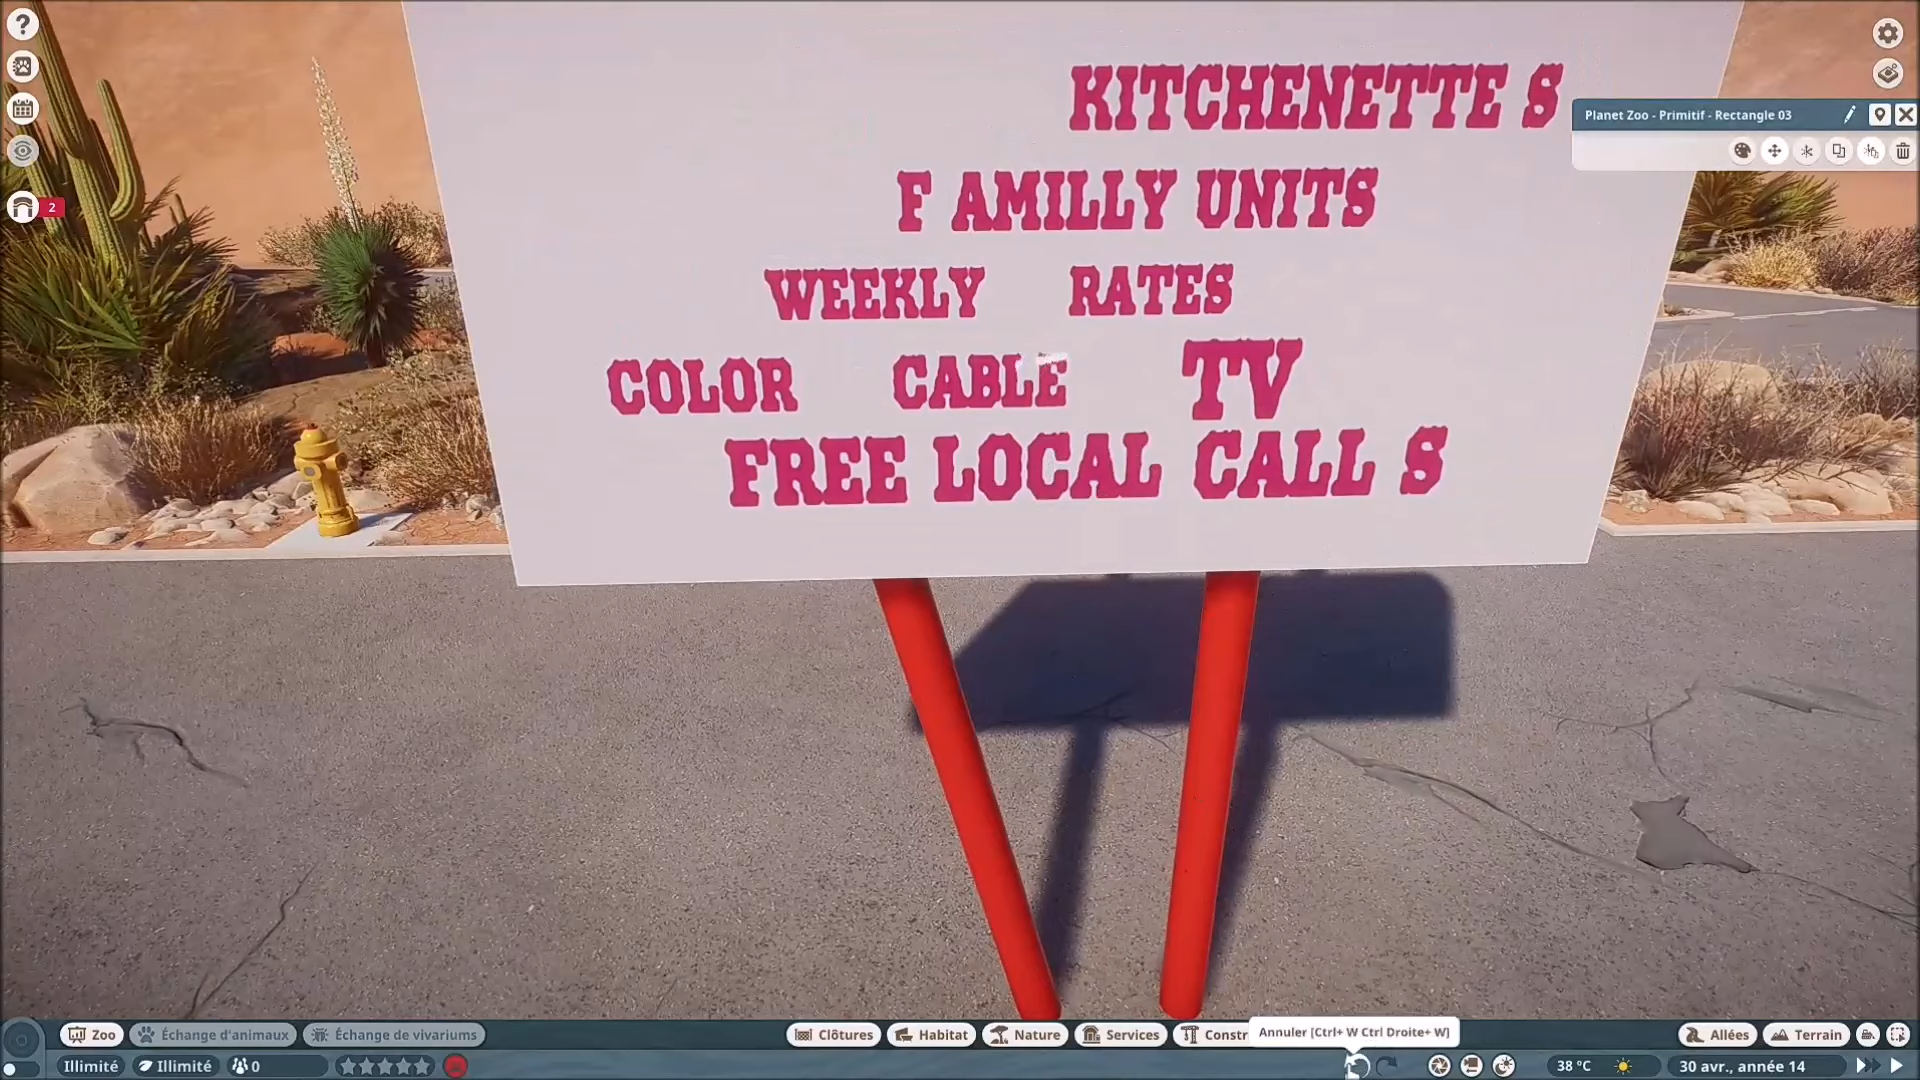 KITCHENETTE S
Planet Zoo - Primitif - Rectangle 03
F AMILLY UNITS
2
WEEKLY RATES
COLOR CABLE TV
FREE LOCAL CALL S
Zoo
Échange d'animaux
Échange de vivariums
Clôtures
Habitat
Nature
Services
Constr
Annuler [Ctrl+ W Ctrl Droite+ W]
Allées
Terrain
Illimité
Illimité
0
38 °C
30 avr., année 14